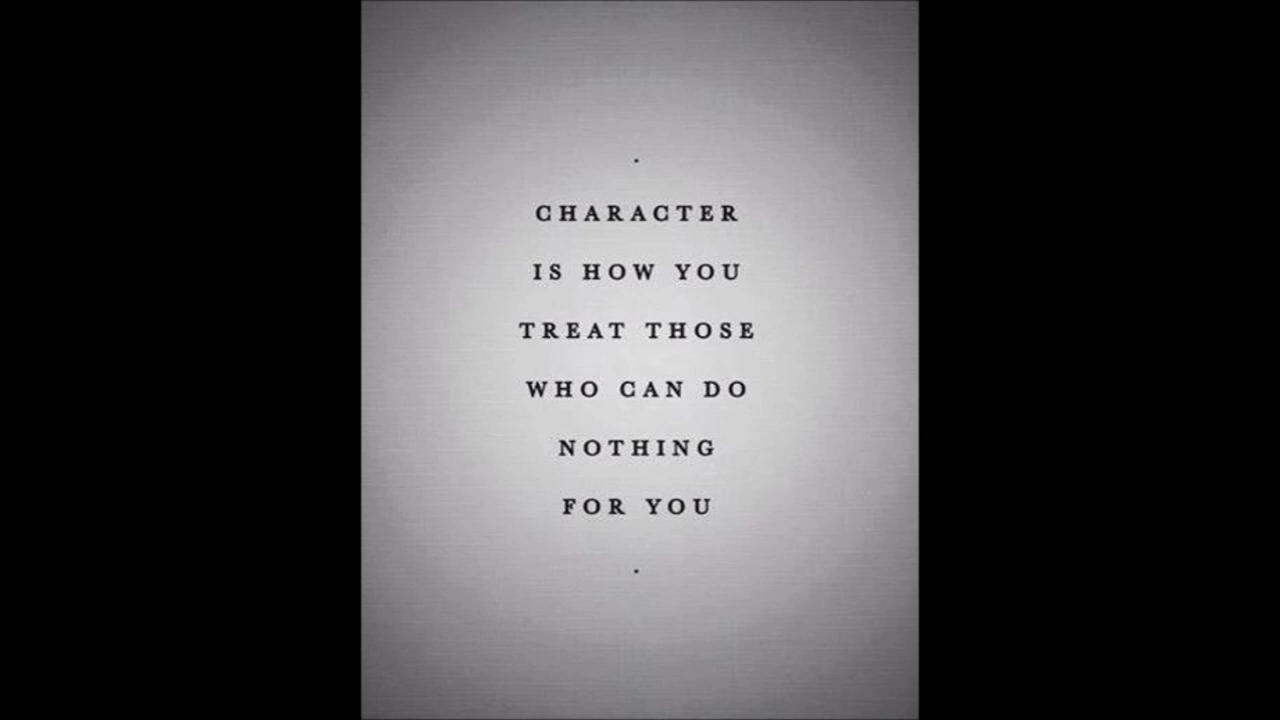 CHARACTER
IS HOW YOU
TREAT THOSE
WHO CAN DO
NOTHING
FOR YOU